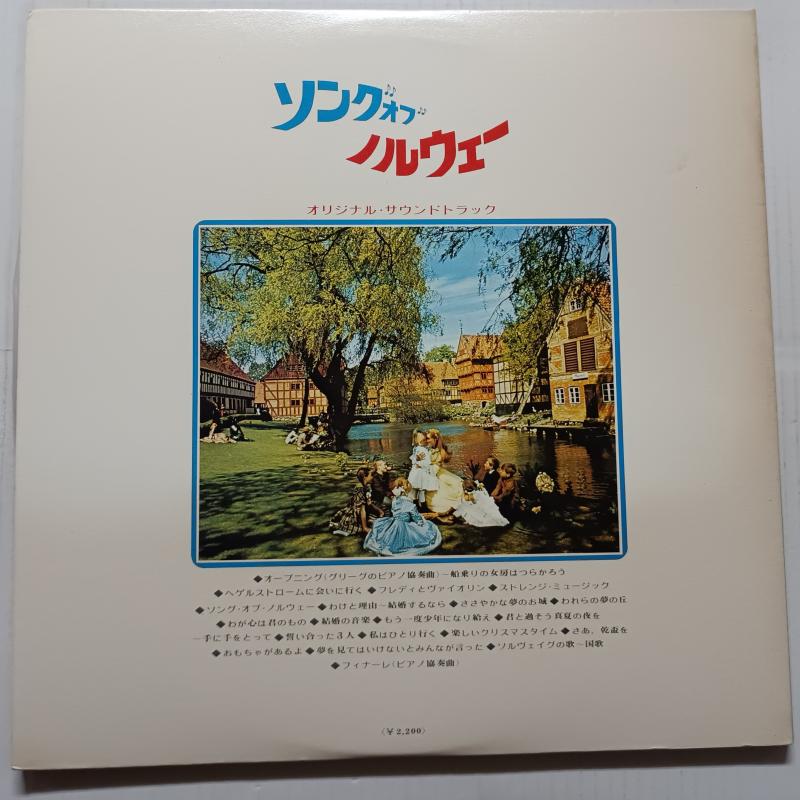 ソング オブ
ノルウェー
オリジナル・サウンドトラック
◆オープニング(グリーグのピアノ協奏曲)〜船乗りの女房はつらかろう
◆ヘゲルストロームに会いに行く ◆フレディとヴァイオリン ◆ストレンジ・ミュージック
◆ソング・オブ・ノルウェー ◆わけと理由〜結婚するなら ◆ささやかな夢のお城 ◆われらの夢の丘
◆わが心は君のもの ◆結婚の音楽 ◆もう一度少年になり給え ◆君と過そう真夏の夜を
〜手に手をとって ◆誓い合った3人 ◆私はひとり行く ◆楽しいクリスマスタイム ◆さあ、乾盃を
◆おもちゃがあるよ ◆夢を見てはいけないとみんなが言った ◆ソルヴェイグの歌〜国歌
◆フィナーレ(ピアノ協奏曲)
(¥2,200)